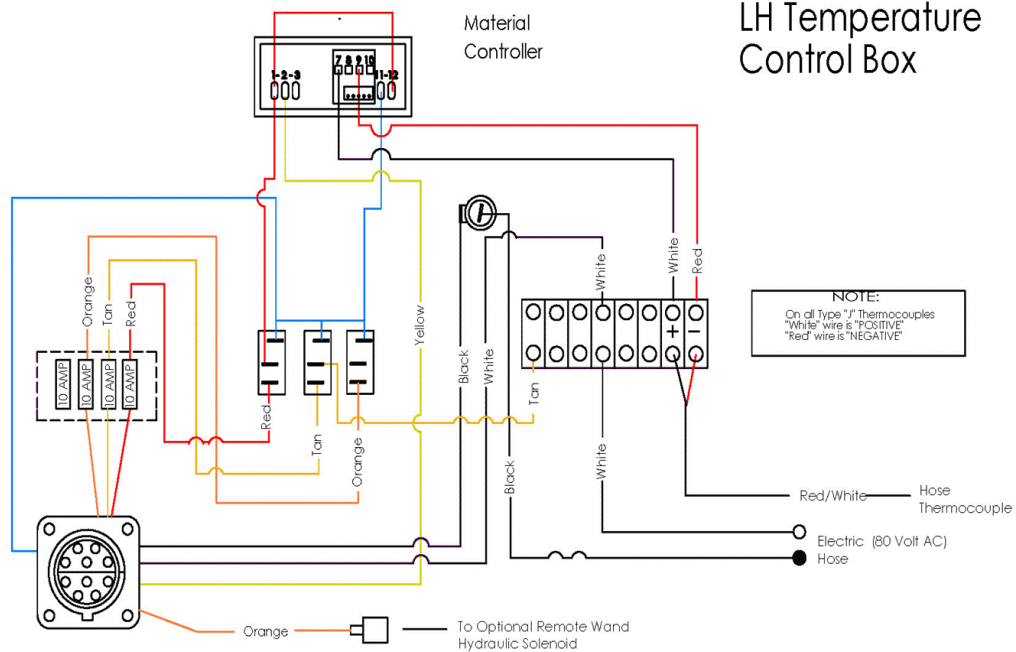 LH Temperature
Control Box
Material
Controller
1-2-3
7 8 9 10
11-12
White
White
Red
NOTE:
On all Type "J" Thermocouples
"White" wire is "POSITIVE"
"Red" wire is "NEGATIVE"
Orange
Tan
Red
Yellow
Black
White
+
−
10 AMP
10 AMP
10 AMP
10 AMP
Red
Tan
Orange
Tan
Black
White
Red/White
Hose
Thermocouple
Electric (80 Volt AC)
Hose
Orange
To Optional Remote Wand
Hydraulic Solenoid